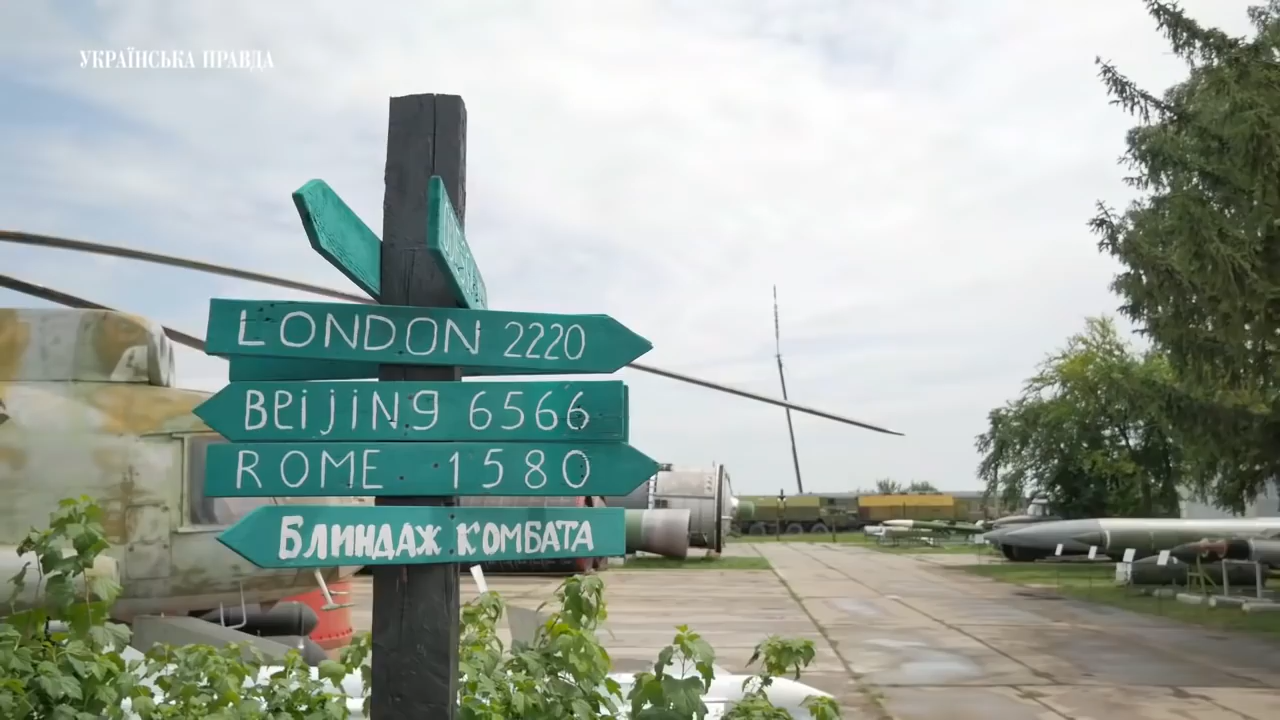 УКРАЇНСЬКА ПРАВДА
LONDON 2220
Beijing 6566
ROME 1580
Блиндаж комбата